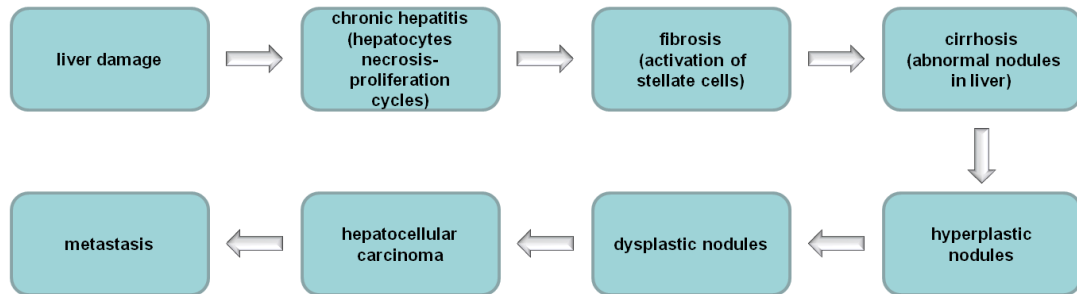 liver damage
chronic hepatitis
(hepatocytes
necrosis-
proliferation
cycles)
fibrosis
(activation of
stellate cells)
cirrhosis
(abnormal nodules
in liver)
hyperplastic
nodules
dysplastic nodules
hepatocellular
carcinoma
metastasis